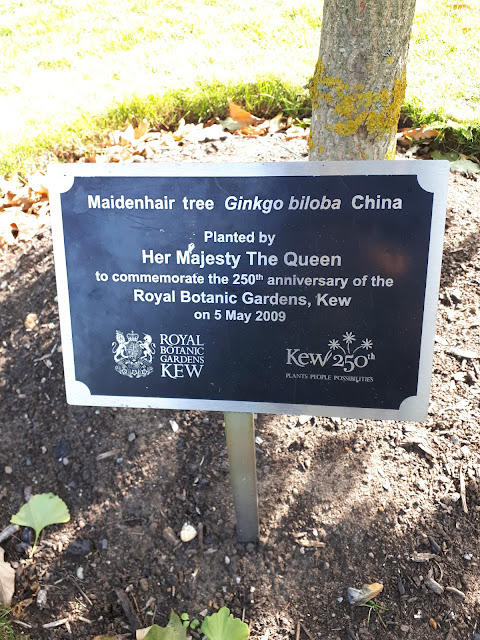 Maidenhair tree Ginkgo biloba China
Planted by
Her Majesty The Queen
to commemorate the 250th anniversary of the
Royal Botanic Gardens, Kew
on 5 May 2009
ROYAL
BOTANIC
GARDENS
KEW
Kew 250th
PLANTS PEOPLE POSSIBILITIES